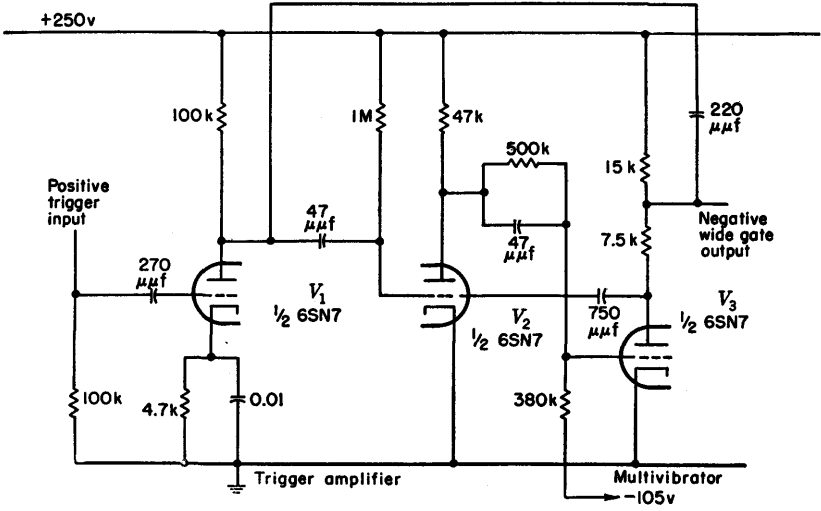 +250v
100k
1M
47k
220
μμf
500k
15k
Positive
trigger
input
47
μμf
47
μμf
7.5k
Negative
wide gate
output
270
μμf
V1
½ 6SN7
V2
½ 6SN7
750
μμf
V3
½ 6SN7
100k
4.7k
0.01
380k
Trigger amplifier
Multivibrator
-105v